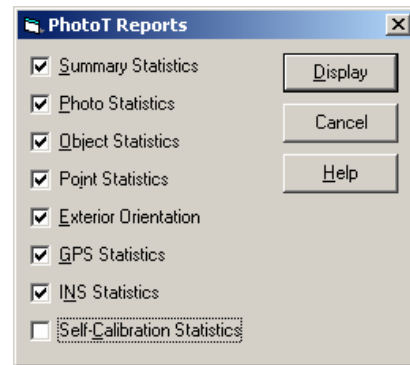 PhotoT Reports
Summary Statistics
Photo Statistics
Object Statistics
Point Statistics
Exterior Orientation
GPS Statistics
INS Statistics
Self-Calibration Statistics
Display
Cancel
Help